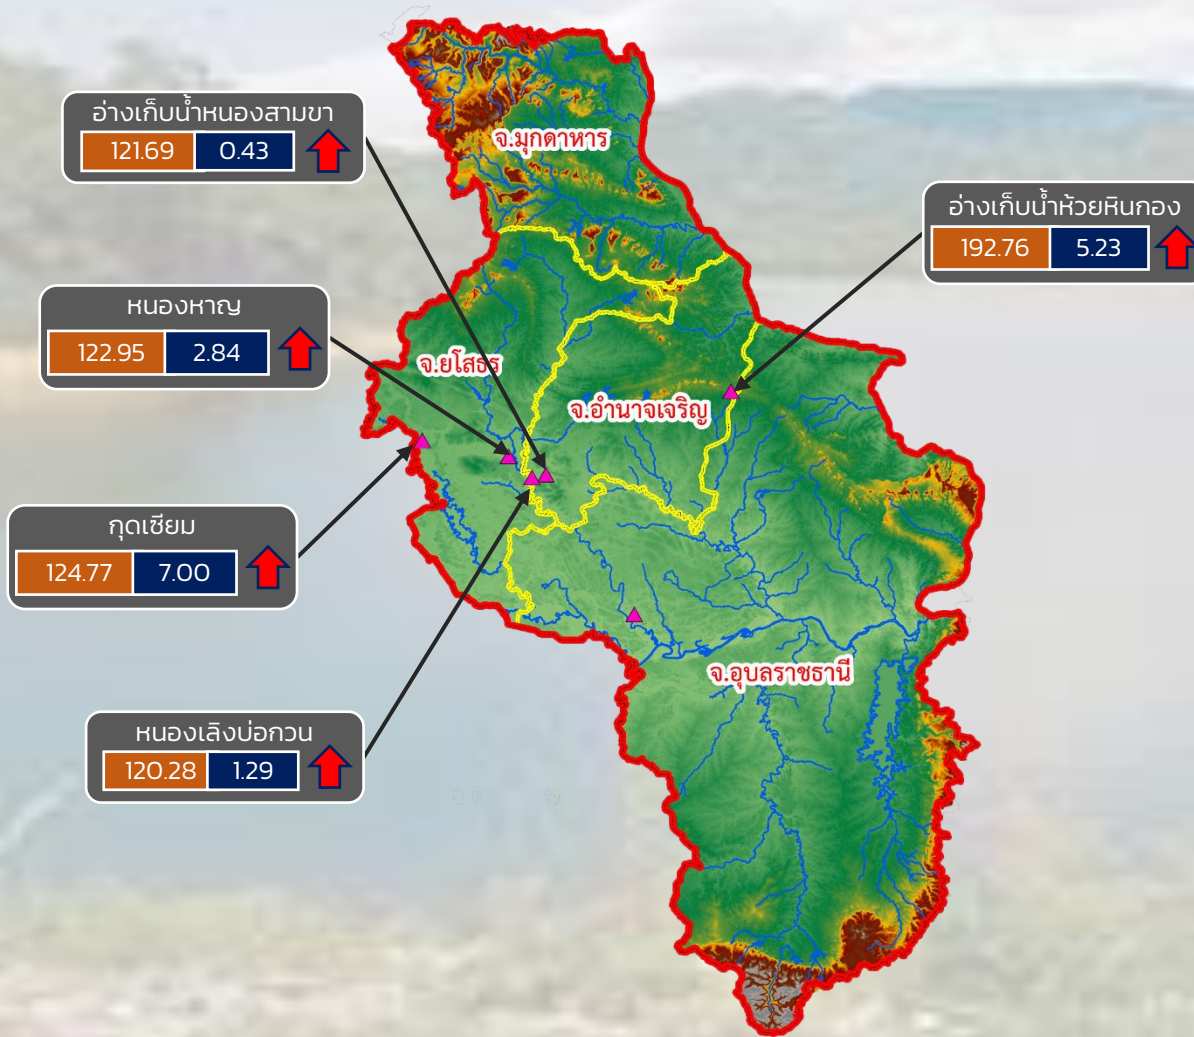 อ่างเก็บน้ำหนองสามขา
121.69 0.43
จ.มุกดาหาร
อ่างเก็บน้ำห้วยหินกอง
192.76 5.23
หนองหาญ
122.95 2.84
จ.ยโสธร
จ.อำนาจเจริญ
กุดเซียม
124.77 7.00
จ.อุบลราชธานี
หนองเลิงบ่อกวน
120.28 1.29